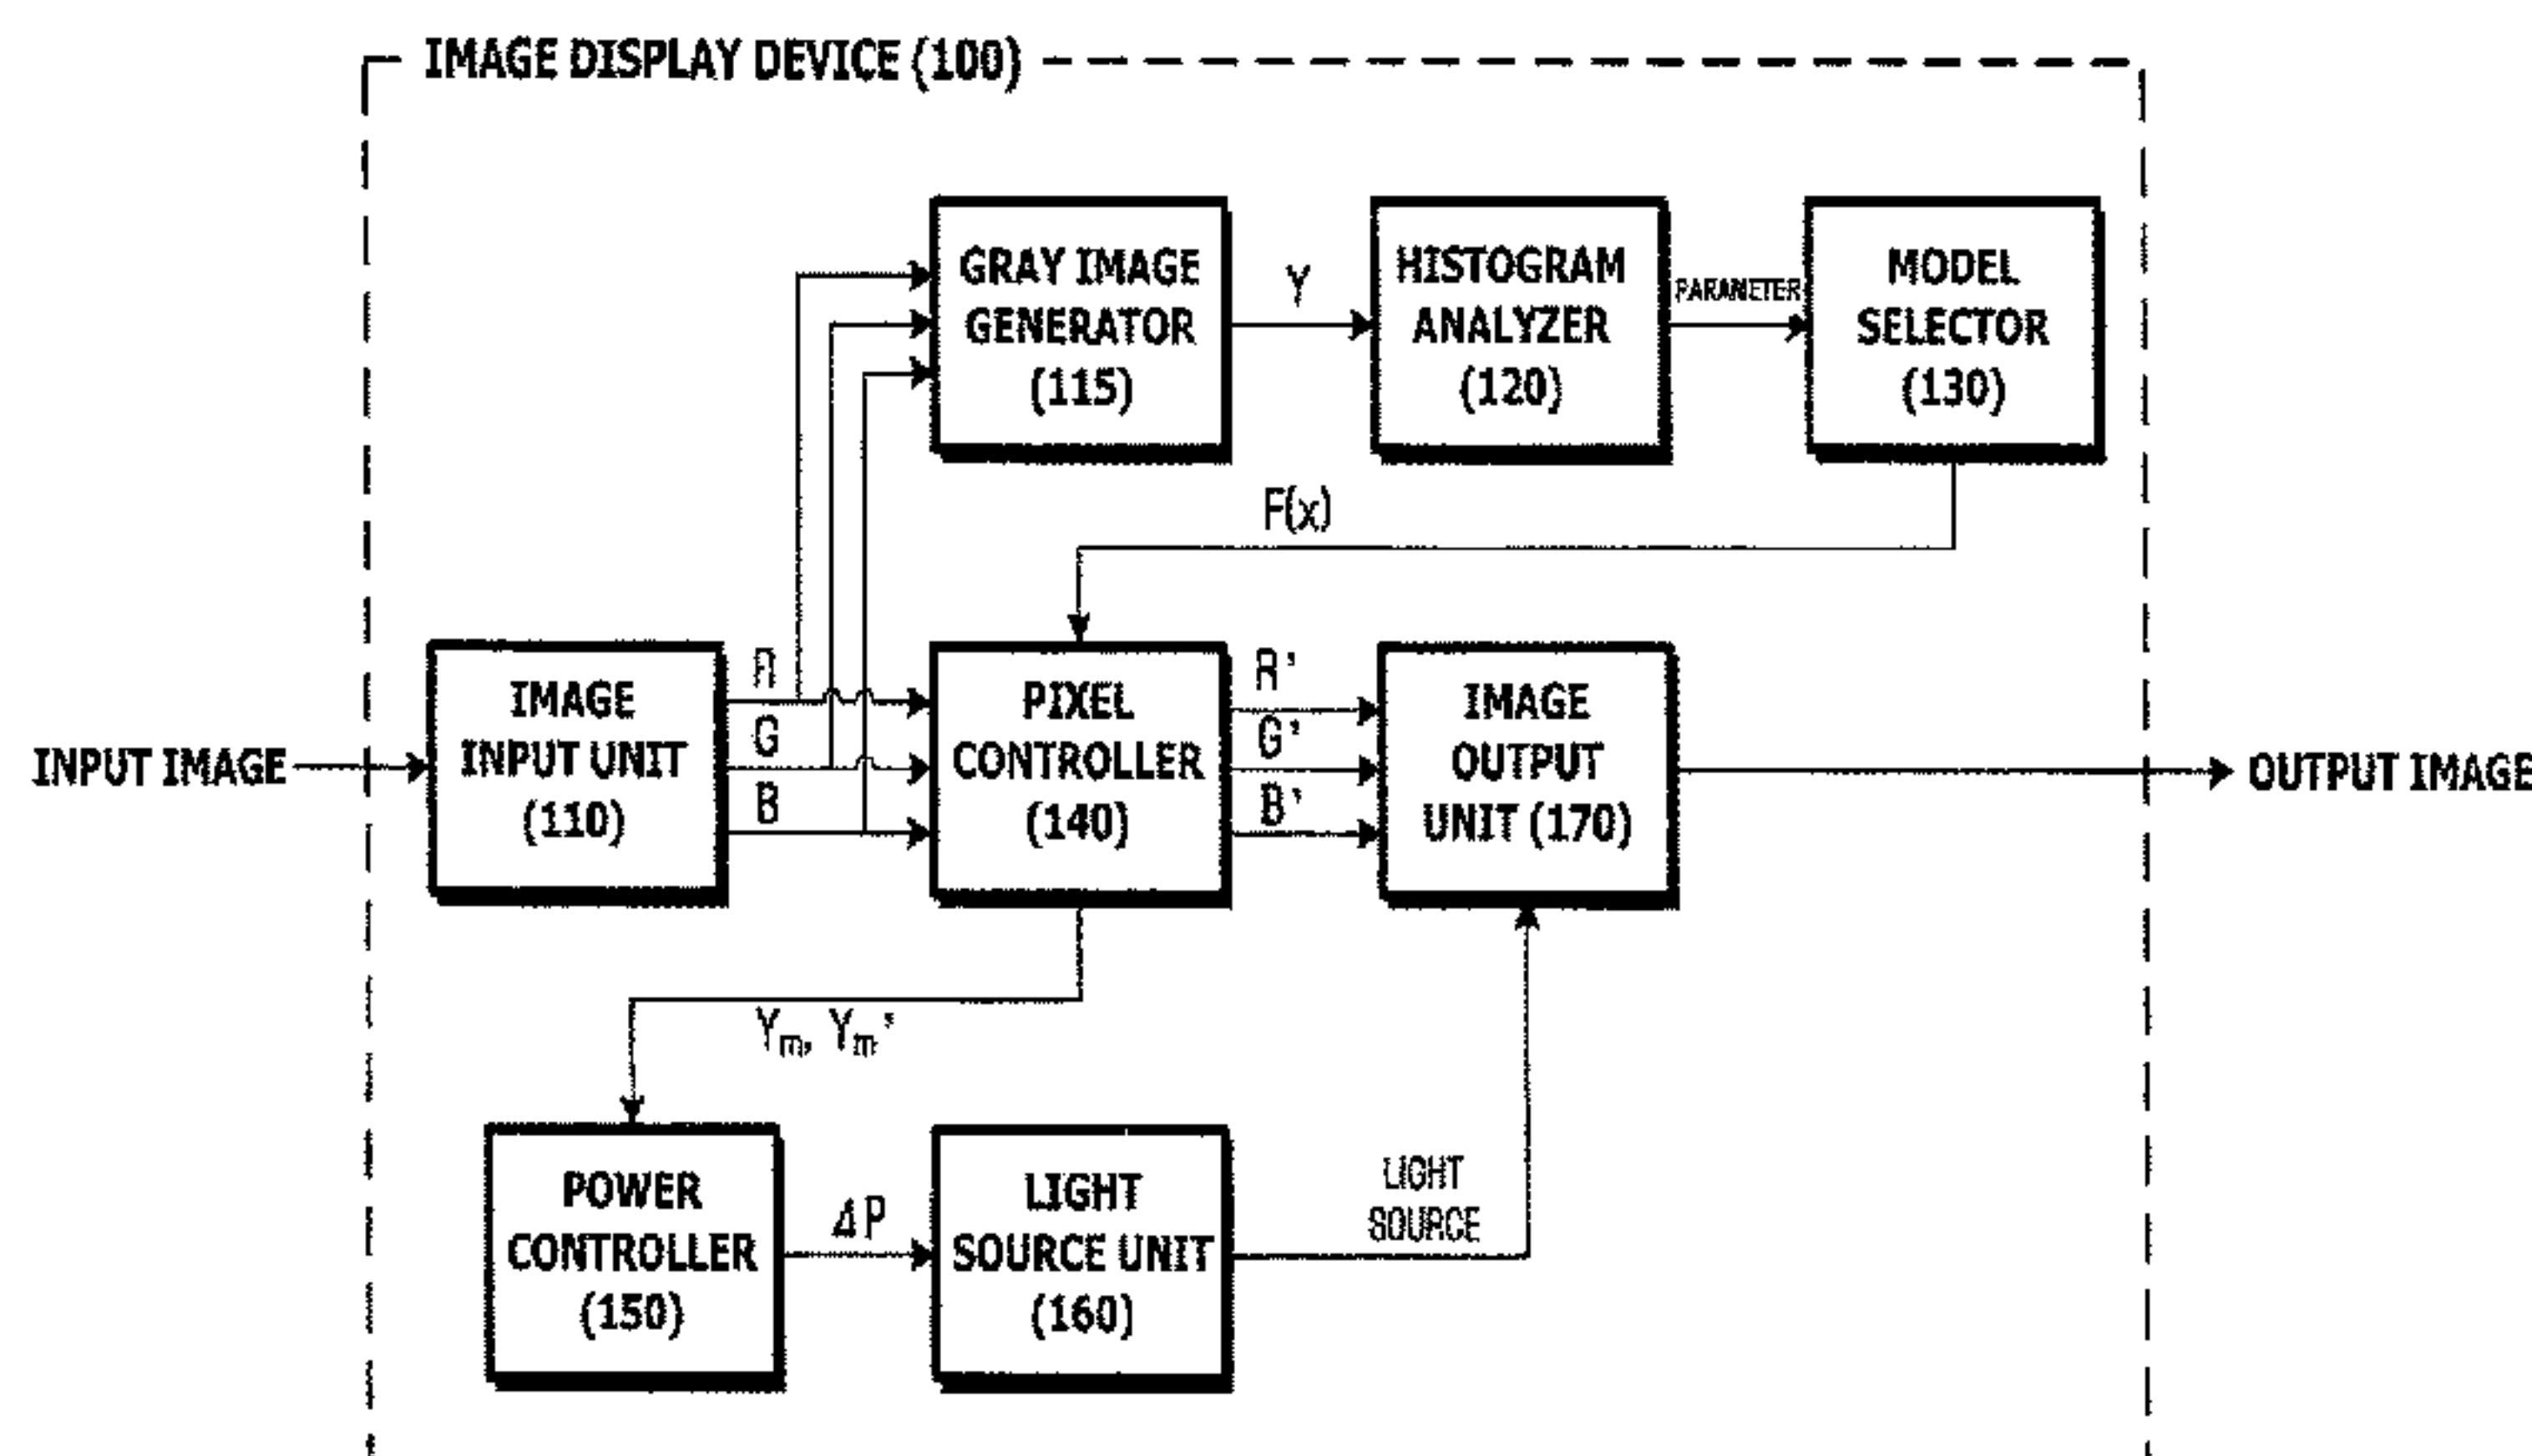 IMAGE DISPLAY DEVICE (100)
GRAY IMAGE
GENERATOR
(115)
Y
HISTOGRAM
ANALYZER
(120)
PARAMETER
MODEL
SELECTOR
(130)
F(x)
INPUT IMAGE
IMAGE
INPUT UNIT
(110)
R
G
B
PIXEL
CONTROLLER
(140)
R'
G'
B'
IMAGE
OUTPUT
UNIT (170)
OUTPUT IMAGE
Ym, Ym'
POWER
CONTROLLER
(150)
ΔP
LIGHT
SOURCE UNIT
(160)
LIGHT
SOURCE